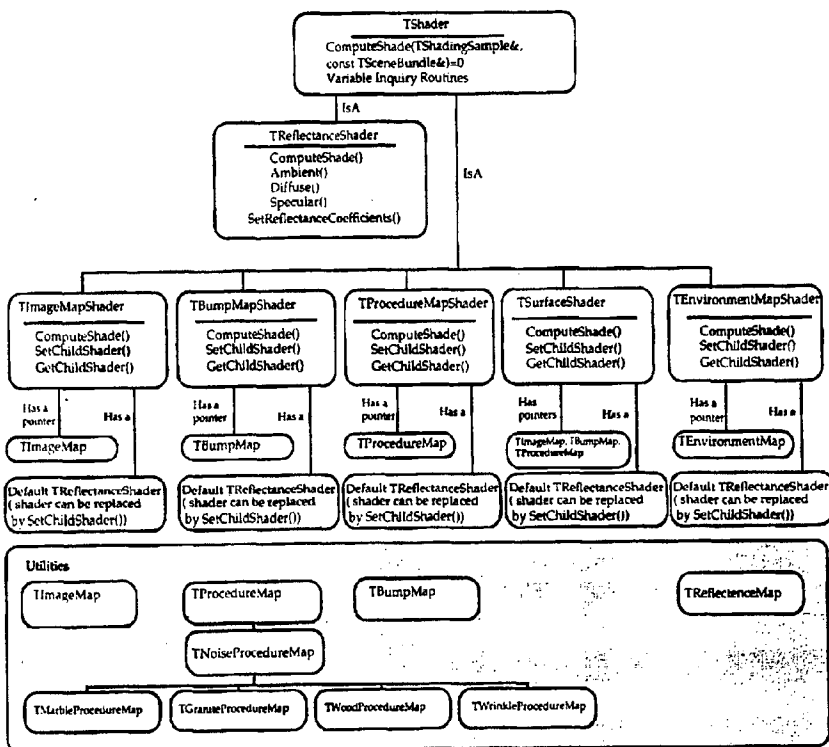 TShader
ComputeShade(TShadingSample&,
const TSceneBundle&)=0
Variable Inquiry Routines
IsA
IsA
TReflectanceShader
ComputeShade()
Ambient()
Diffuse()
Specular()
SetReflectanceCoefficients()
TImageMapShader
ComputeShade()
SetChildShader()
GetChildShader()
TBumpMapShader
ComputeShade()
SetChildShader()
GetChildShader()
TProcedureMapShader
ComputeShade()
SetChildShader()
GetChildShader()
TSurfaceShader
ComputeShade()
SetChildShader()
GetChildShader()
TEnvironmentMapShader
ComputeShade()
SetChildShader()
GetChildShader()
Has a
pointer
Has a
Has a
pointer
Has a
Has a
pointer
Has a
Has
pointers
Has a
Has a
pointer
Has a
TImageMap
TBumpMap
TProcedureMap
TImageMap, TBumpMap,
TProcedureMap
TEnvironmentMap
Default TReflectanceShader
( shader can be replaced
by SetChildShader())
Default TReflectanceShader
( shader can be replaced
by SetChildShader())
Default TReflectanceShader
( shader can be replaced
by SetChildShader())
Default TReflectanceShader
( shader can be replaced
by SetChildShader())
Default TReflectanceShader
( shader can be replaced
by SetChildShader())
Utilities
TImageMap
TProcedureMap
TBumpMap
TReflectenceMap
TNoiseProcedureMap
TMarbleProcedureMap
TGraniteProcedureMap
TWoodProcedureMap
TWrinkleProcedureMap